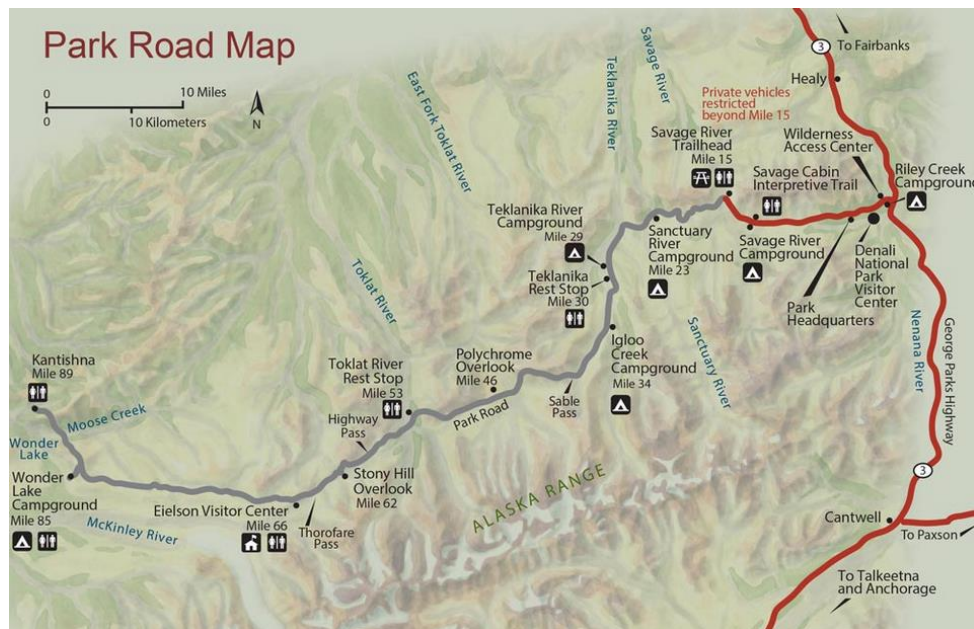 Park Road Map
0
10 Miles
0
10 Kilometers
N
East Fork Toklat River
Teklanika River
Savage River
Private vehicles
restricted
beyond Mile 15
3
To Fairbanks
Healy
Savage River
Trailhead
Mile 15
Wilderness
Access Center
Savage Cabin
Interpretive Trail
Riley Creek
Campground
Teklanika River
Campground
Mile 29
Teklanika
Rest Stop
Mile 30
Sanctuary
River
Campground
Mile 23
Savage River
Campground
Park
Headquarters
Denali
National
Park
Visitor
Center
Toklat River
Sanctuary River
Nenana River
George Parks Highway
Kantishna
Mile 89
Toklat River
Rest Stop
Mile 53
Polychrome
Overlook
Mile 46
Igloo
Creek
Campground
Mile 34
Sable
Pass
Park Road
Highway
Pass
Moose Creek
Wonder
Lake
Wonder
Lake
Campground
Mile 85
McKinley River
Eielson Visitor Center
Mile 66
Thorofare
Pass
Stony Hill
Overlook
Mile 62
ALASKA RANGE
3
Cantwell
To Paxson
To Talkeetna
and Anchorage